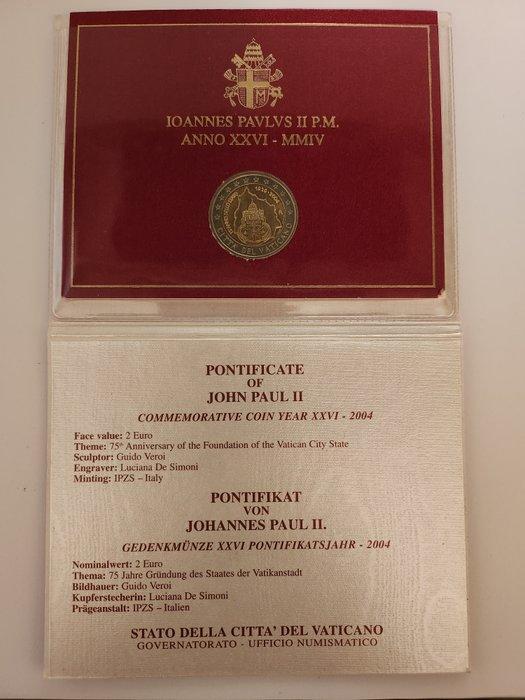 IOANNES PAVLVS II P.M.
ANNO XXVI - MMIV
1929-2004
CITTA' DEL VATICANO
PONTIFICATE
OF
JOHN PAUL II
COMMEMORATIVE COIN YEAR XXVI - 2004
Face value: 2 Euro
Theme: 75th Anniversary of the Foundation of the Vatican City State
Sculptor: Guido Veroi
Engraver: Luciana De Simoni
Minting: IPZS – Italy
PONTIFIKAT
VON
JOHANNES PAUL II.
GEDENKMÜNZE XXVI PONTIFIKATSJAHR - 2004
Nominalwert: 2 Euro
Thema: 75 Jahre Gründung des Staates der Vatikanstadt
Bildhauer: Guido Veroi
Kupferstecherin: Luciana De Simoni
Prägeanstalt: IPZS – Italien
STATO DELLA CITTA' DEL VATICANO
GOVERNATORATO - UFFICIO NUMISMATICO